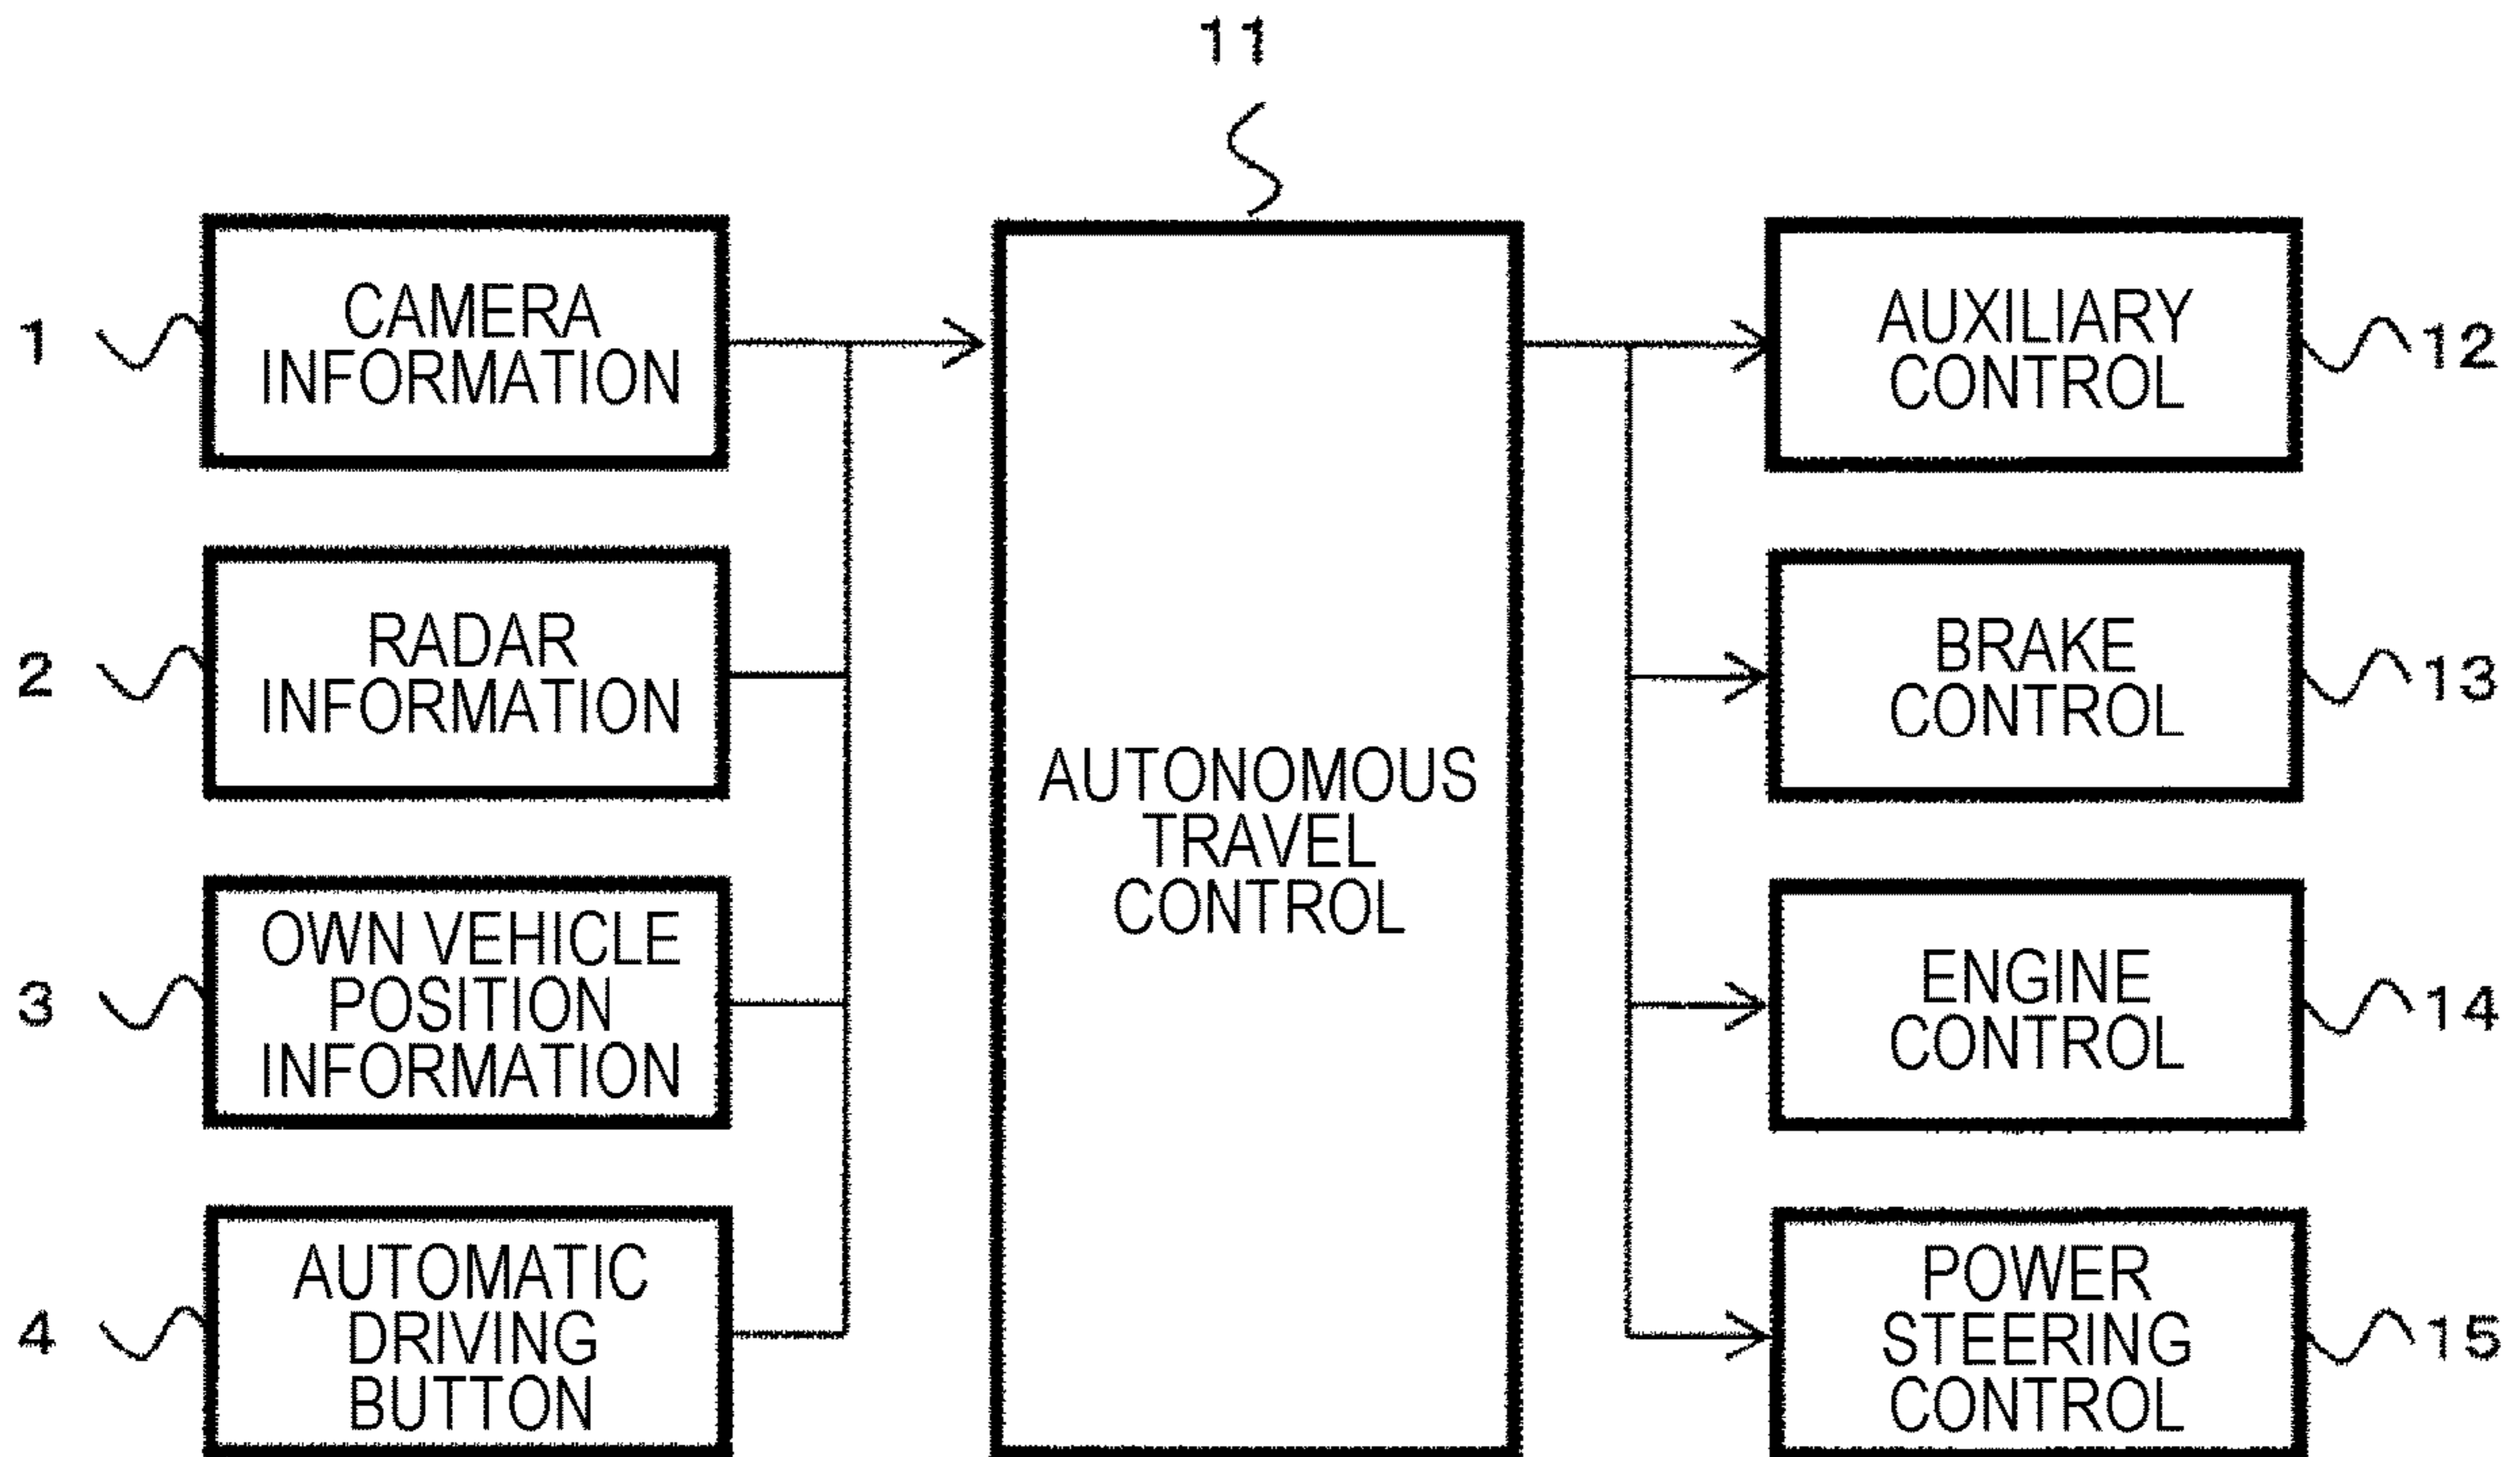 11
1
CAMERA
INFORMATION
2
RADAR
INFORMATION
3
OWN VEHICLE
POSITION
INFORMATION
4
AUTOMATIC
DRIVING
BUTTON
AUTONOMOUS
TRAVEL
CONTROL
AUXILIARY
CONTROL
12
BRAKE
CONTROL
13
ENGINE
CONTROL
14
POWER
STEERING
CONTROL
15